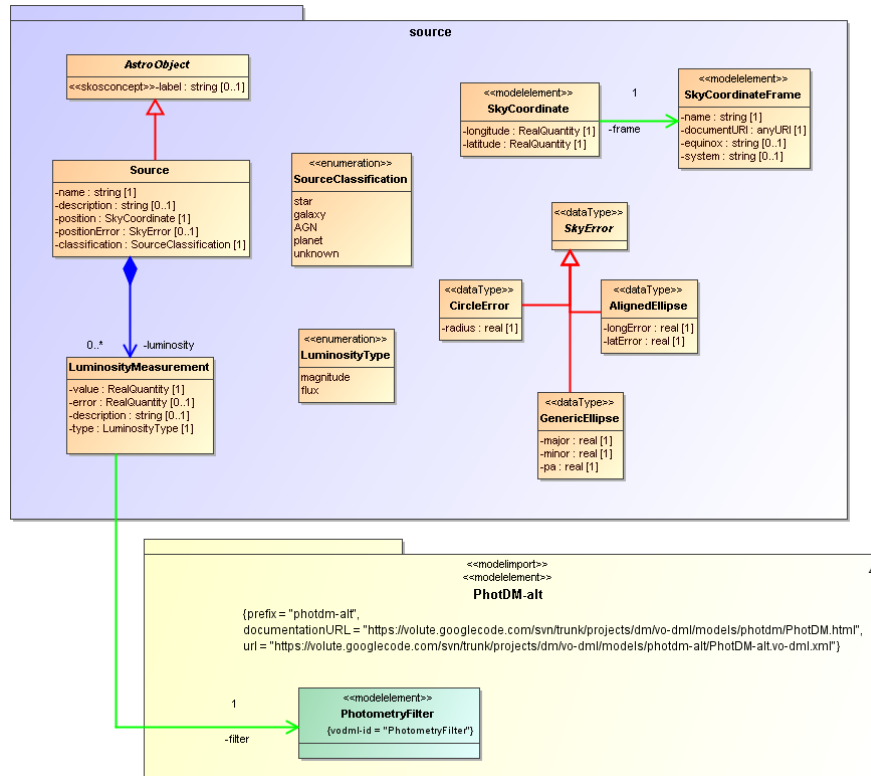 source
AstroObject
<<skosconcept>>-label : string [0..1]
Source
-name : string [1]
-description : string [0..1]
-position : SkyCoordinate [1]
-positionError : SkyError [0..1]
-classification : SourceClassification [1]
0..*
-luminosity
LuminosityMeasurement
-value : RealQuantity [1]
-error : RealQuantity [0..1]
-description : string [0..1]
-type : LuminosityType [1]
<<enumeration>>
SourceClassification
star
galaxy
AGN
planet
unknown
<<enumeration>>
LuminosityType
magnitude
flux
<<modelelement>>
SkyCoordinate
-longitude : RealQuantity [1]
-latitude : RealQuantity [1]
1
-frame
<<modelelement>>
SkyCoordinateFrame
-name : string [1]
-documentURI : anyURI [1]
-equinox : string [0..1]
-system : string [0..1]
<<dataType>>
SkyError
<<dataType>>
CircleError
-radius : real [1]
<<dataType>>
AlignedEllipse
-longError : real [1]
-latError : real [1]
<<dataType>>
GenericEllipse
-major : real [1]
-minor : real [1]
-pa : real [1]
<<modelimport>>
<<modelelement>>
PhotDM-alt
{prefix = "photdm-alt",
documentationURL = "https://volute.googlecode.com/svn/trunk/projects/dm/vo-dml/models/photdm/PhotDM.html",
url = "https://volute.googlecode.com/svn/trunk/projects/dm/vo-dml/models/photdm-alt/PhotDM-alt.vo-dml.xml"}
1
-filter
<<modelelement>>
PhotometryFilter
{vodml-id = "PhotometryFilter"}